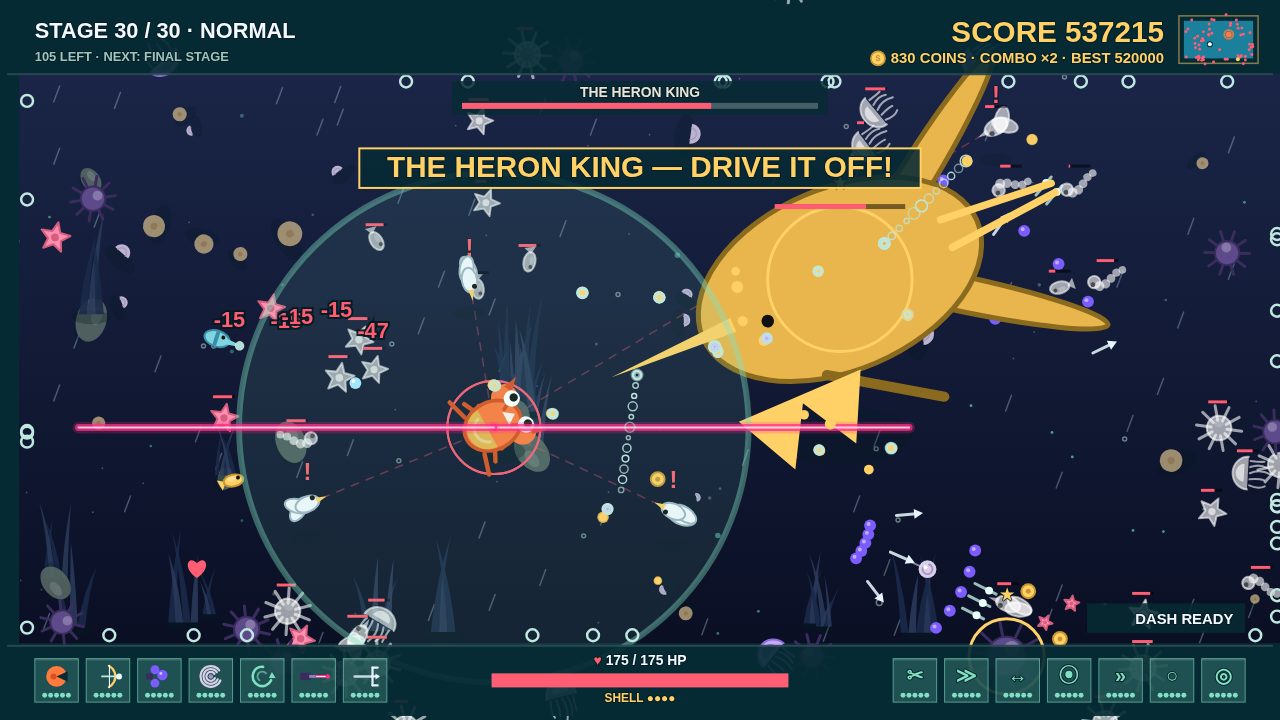 STAGE 30 / 30 · NORMAL
105 LEFT · NEXT: FINAL STAGE
SCORE 537215
830 COINS · COMBO ×2 · BEST 520000
THE HERON KING
THE HERON KING — DRIVE IT OFF!
!
!
-15
-15
-15
-47
!
!
DASH READY
♥ 175 / 175 HP
SHELL ●●●●